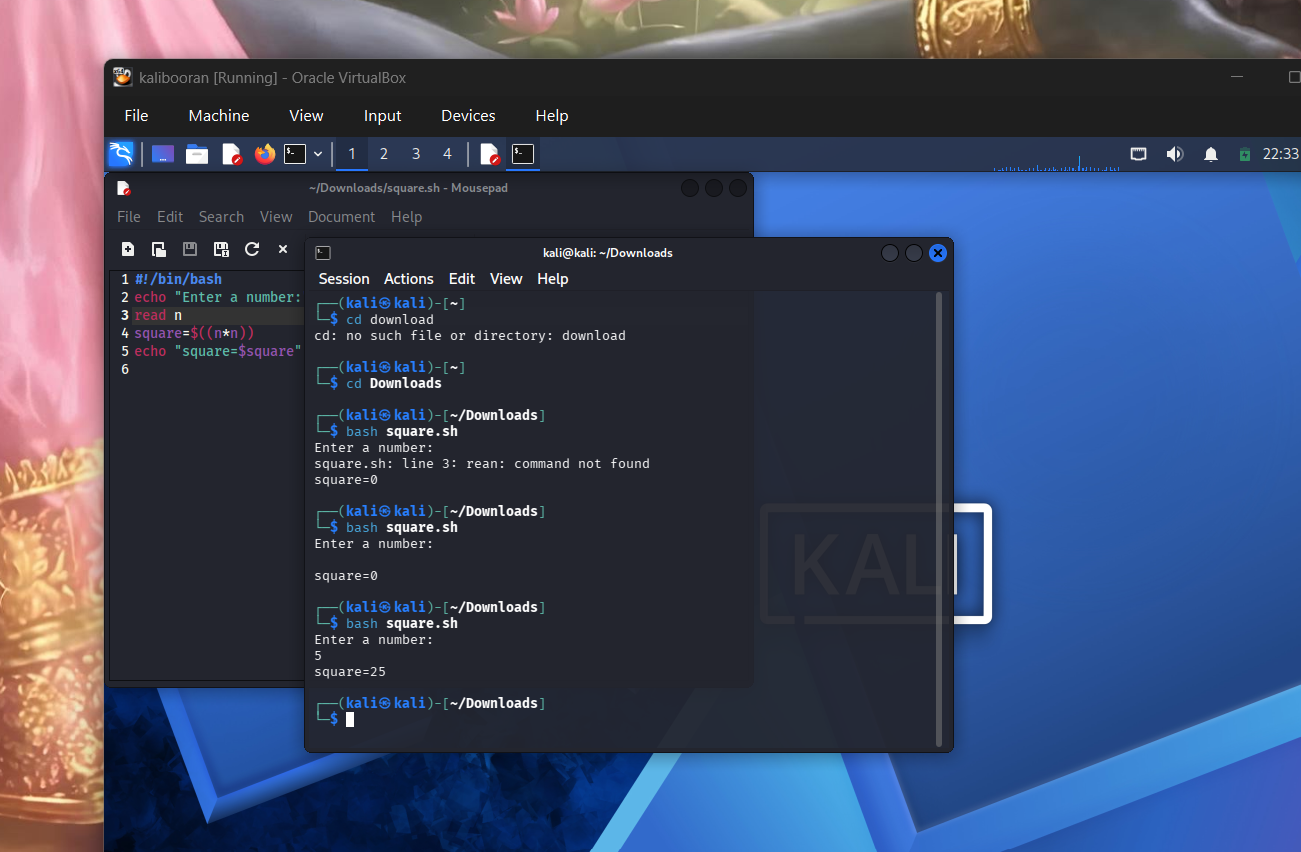 kalibooran [Running] - Oracle VirtualBox
File Machine View Input Devices Help
1 2 3 4 22:33
~/Downloads/square.sh - Mousepad
File Edit Search View Document Help
1 #!/bin/bash
2 echo "Enter a number:
3 read n
4 square=$((n*n))
5 echo "square=$square"
6
kali@kali: ~/Downloads
Session Actions Edit View Help
┌──(kali㉿kali)-[~]
└─$ cd download
cd: no such file or directory: download
┌──(kali㉿kali)-[~]
└─$ cd Downloads
┌──(kali㉿kali)-[~/Downloads]
└─$ bash square.sh
Enter a number:
square.sh: line 3: rean: command not found
square=0
┌──(kali㉿kali)-[~/Downloads]
└─$ bash square.sh
Enter a number:
square=0
┌──(kali㉿kali)-[~/Downloads]
└─$ bash square.sh
Enter a number:
5
square=25
┌──(kali㉿kali)-[~/Downloads]
└─$
KALI